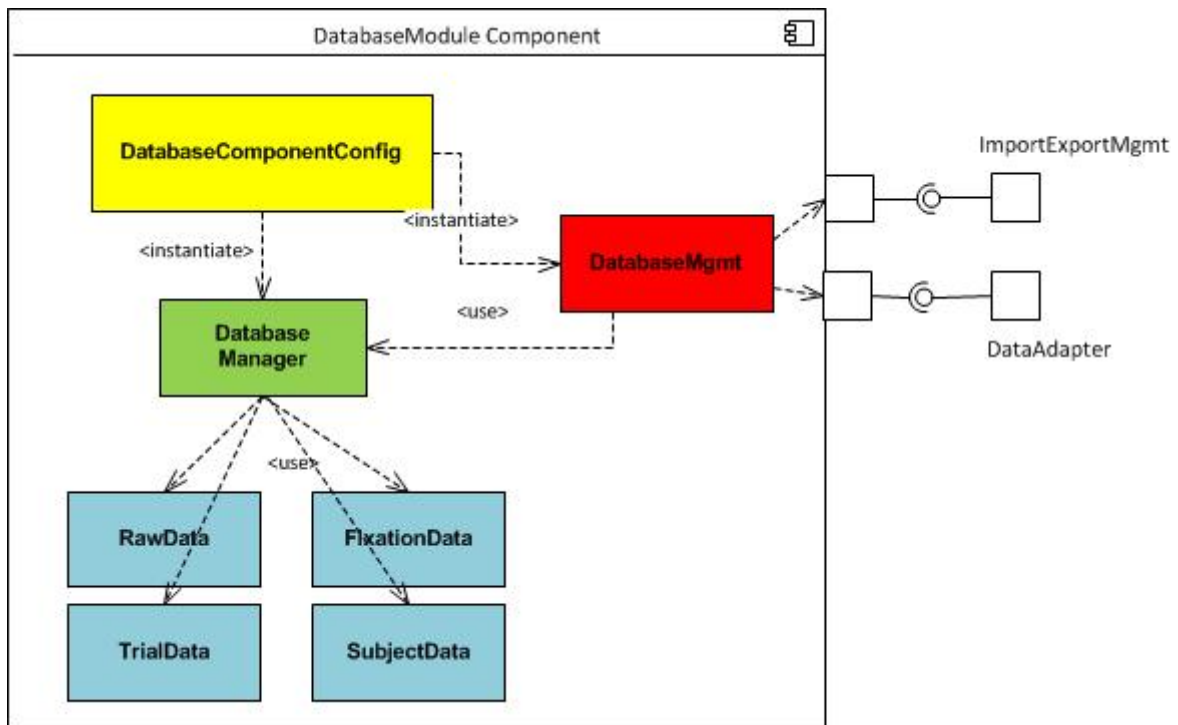 DatabaseModule Component
DatabaseComponentConfig
ImportExportMgmt
<instantiate>
<instantiate>
DatabaseMgmt
<use>
Database
Manager
DataAdapter
<use>
RawData
FixationData
TrialData
SubjectData